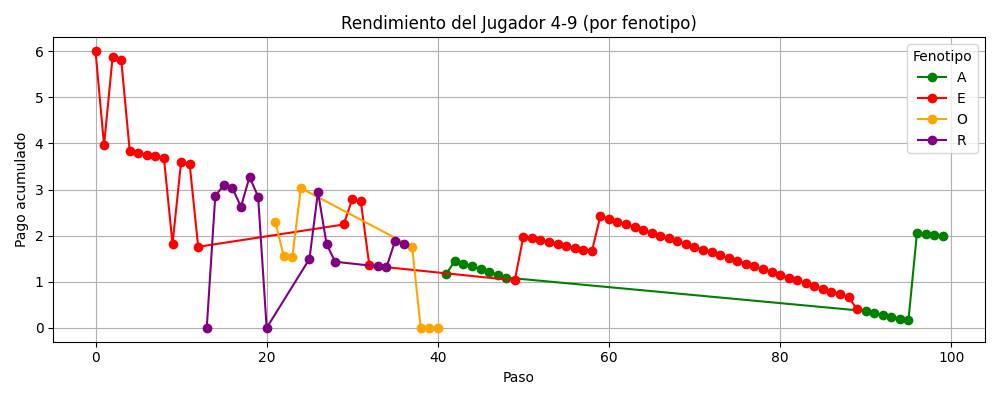 Rendimiento del Jugador 4-9 (por fenotipo)
Pago acumulado
6
5
4
3
2
1
0
Fenotipo
A
E
O
R
0
20
40
60
80
100
Paso